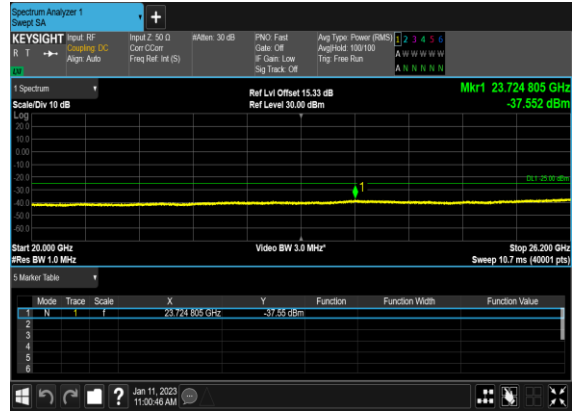 Spectrum Analyzer 1
Swept SA
+
KEYSIGHT Input: RF Input Z: 50 Ω #Atten: 30 dB PNO: Fast Avg Type: Power (RMS) 1 2 3 4 5 6
R T Coupling: DC Corr CCorr Gate: Off Avg|Hold: 100/100 A W W W W W
Align: Auto Freq Ref: Int (S) IF Gain: Low Trig: Free Run
Sig Track: Off A N N N N N
1 Spectrum Ref Lvl Offset 15.33 dB Mkr1 23.724 805 GHz
Scale/Div 10 dB Ref Level 30.00 dBm -37.552 dBm
Log
20.0
10.0
0.00
-10.0
-20.0
DL1 -25.00 dBm
1
-30.0
-40.0
-50.0
-60.0
Start 20.000 GHz Video BW 3.0 MHz* Stop 26.200 GHz
#Res BW 1.0 MHz Sweep 10.7 ms (40001 pts)
5 Marker Table
Mode Trace Scale X Y Function Function Width Function Value
1 N 1 f 23.724 805 GHz -37.55 dBm
2
3
4
5
6
? Jan 11, 2023
11:00:46 AM